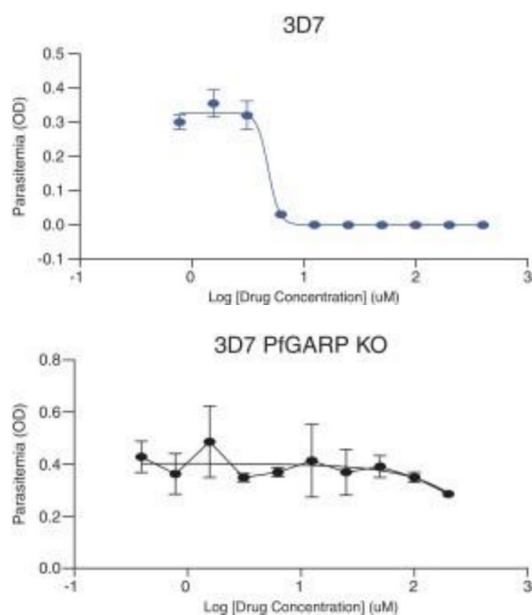 3D7
0.5
0.4
0.3
0.2
0.1
0.0
-0.1
Parasitemia (OD)
-1 0 1 2 3
Log [Drug Concentration] (uM)
3D7 PfGARP KO
0.8
0.6
0.4
0.2
0.0
Parasitemia (OD)
-1 0 1 2 3
Log [Drug Concentration] (uM)